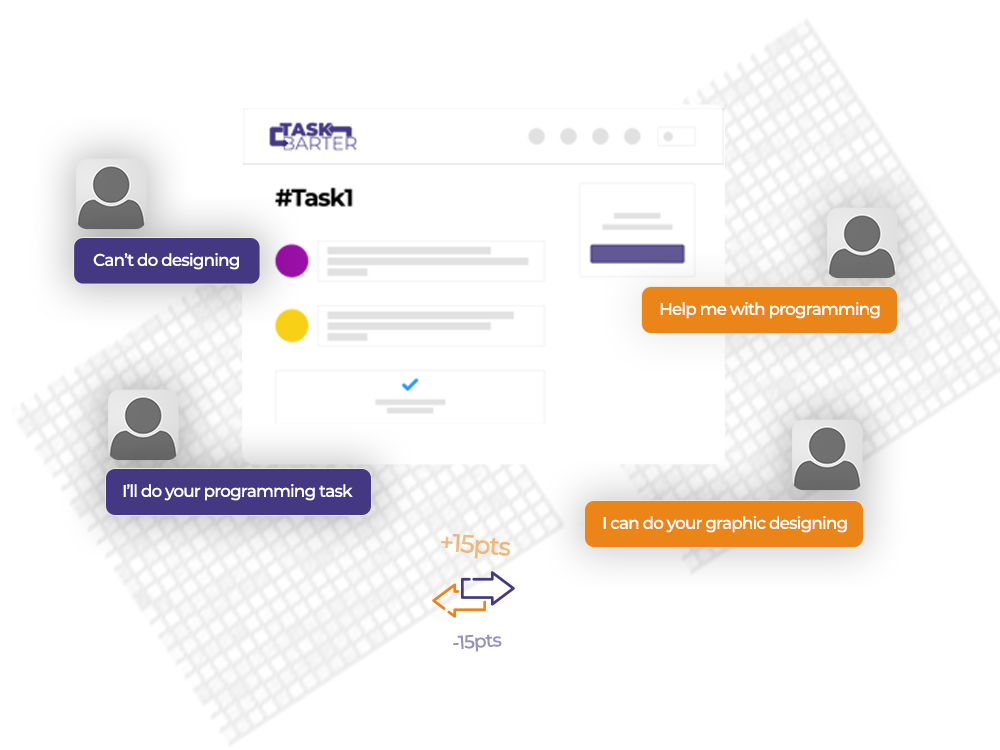 TASK
BARTER
#Task1
Can't do designing
Help me with programming
I'll do your programming task
I can do your graphic designing
+15pts
-15pts